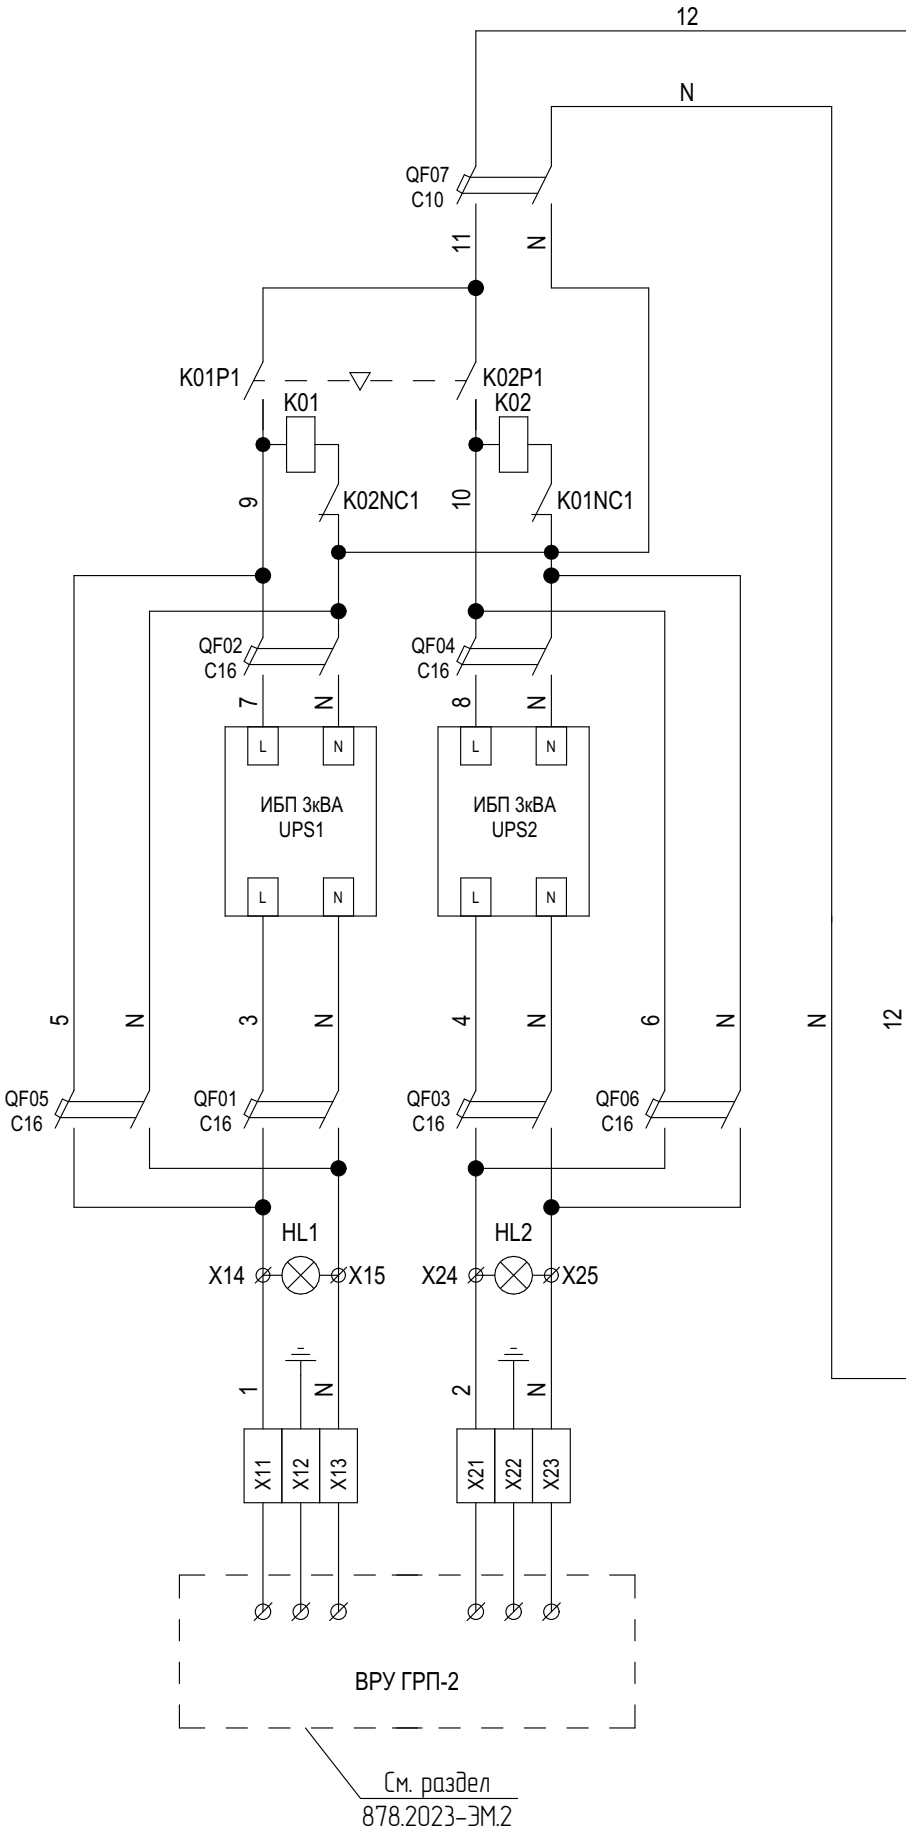 12
N
QF07
C10
11
N
K01P1
K02P1
K01
K02
9
K02NC1
10
K01NC1
QF02
C16
QF04
C16
7
N
8
N
L
N
L
N
ИБП 3кВА
UPS1
ИБП 3кВА
UPS2
L
N
L
N
5
N
3
N
4
N
6
N
N
12
QF05
C16
QF01
C16
QF03
C16
QF06
C16
HL1
HL2
X14
X15
X24
X25
1
N
2
N
X11
X12
X13
X21
X22
X23
ВРУ ГРП-2
См. раздел
878.2023-ЭМ.2